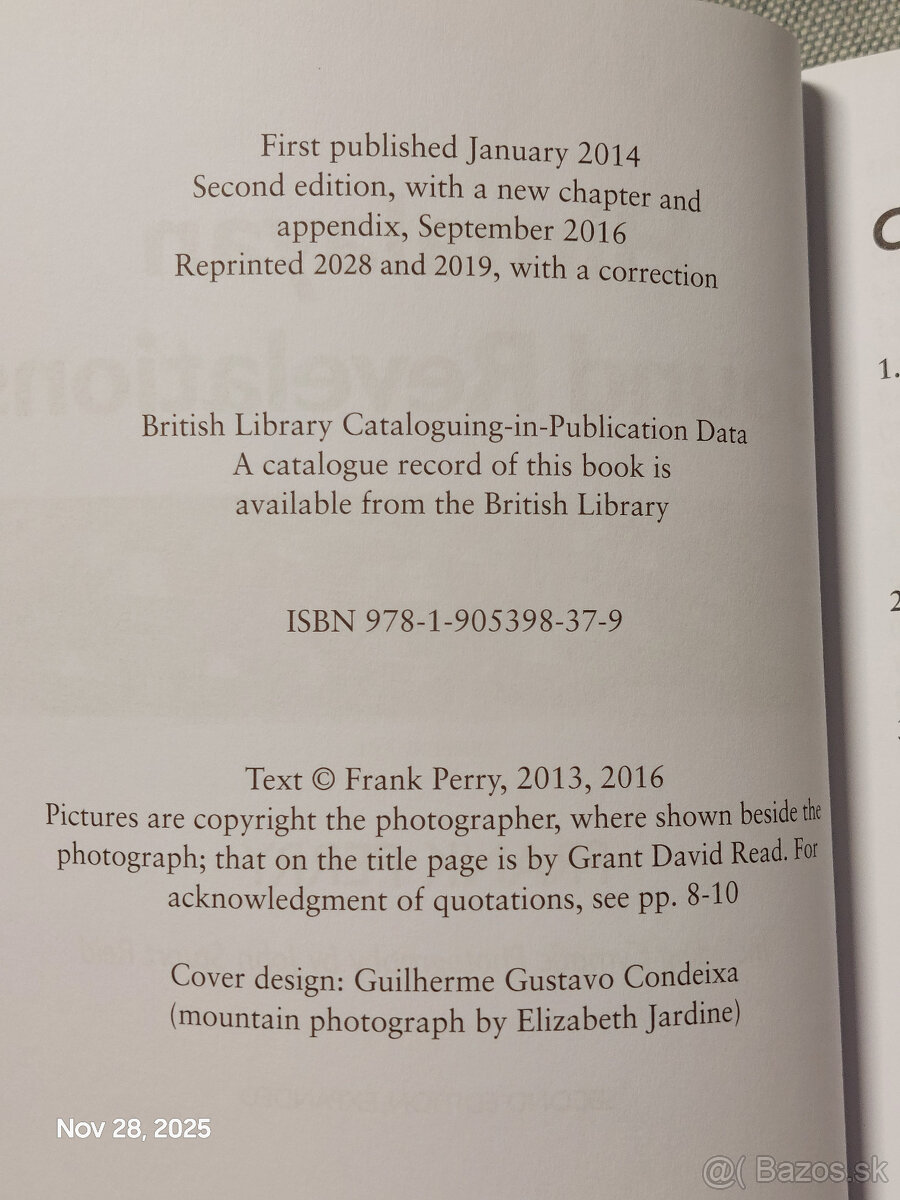 First published January 2014
Second edition, with a new chapter and
appendix, September 2016
Reprinted 2028 and 2019, with a correction
British Library Cataloguing-in-Publication Data
A catalogue record of this book is
available from the British Library
ISBN 978-1-905398-37-9
Text © Frank Perry, 2013, 2016
Pictures are copyright the photographer, where shown beside the
photograph; that on the title page is by Grant David Read. For
acknowledgment of quotations, see pp. 8-10
Cover design: Guilherme Gustavo Condeixa
(mountain photograph by Elizabeth Jardine)
1.
2
Nov 28, 2025
@( Bazos.sk